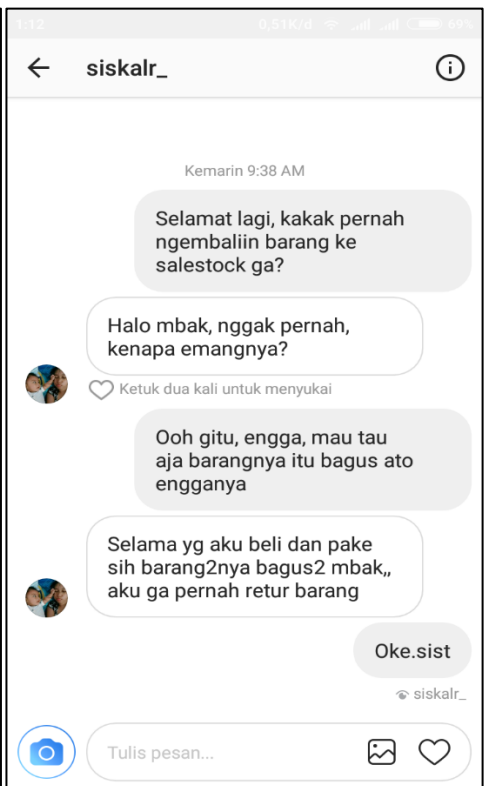 1:12 0,51K/d 69%
siskalr_
Kemarin 9:38 AM
Selamat lagi, kakak pernah
ngembaliin barang ke
salestock ga?
Halo mbak, nggak pernah,
kenapa emangnya?
Ketuk dua kali untuk menyukai
Ooh gitu, engga, mau tau
aja barangnya itu bagus ato
engganya
Selama yg aku beli dan pake
sih barang2nya bagus2 mbak,,
aku ga pernah retur barang
Oke.sist
siskalr_
Tulis pesan...